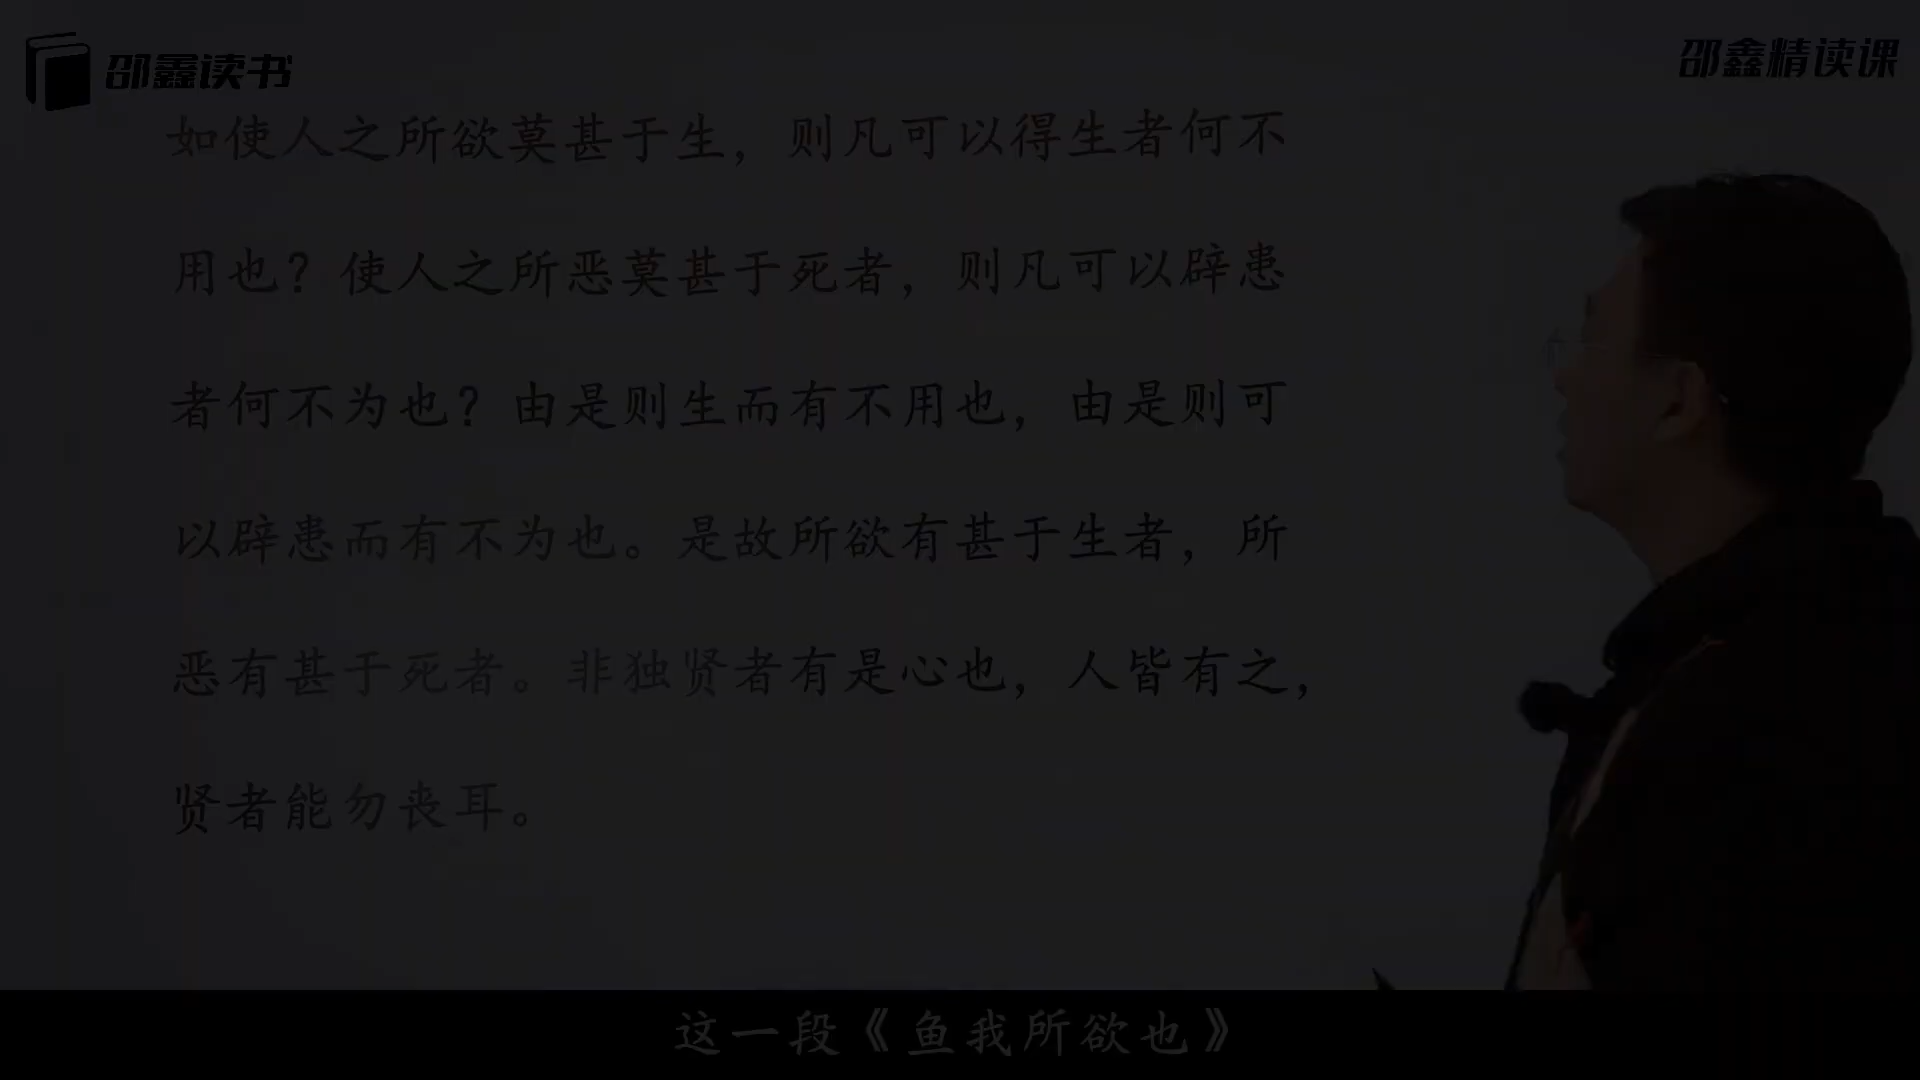 邵鑫读书
邵鑫精读课
如使人之所欲莫甚于生，则凡可以得生者何不
用也？使人之所恶莫甚于死者，则凡可以辟患
者何不为也？由是则生而有不用也，由是则可
以辟患而有不为也。是故所欲有甚于生者，所
恶有甚于死者。非独贤者有是心也，人皆有之，
贤者能勿丧耳。
这一段《鱼我所欲也》